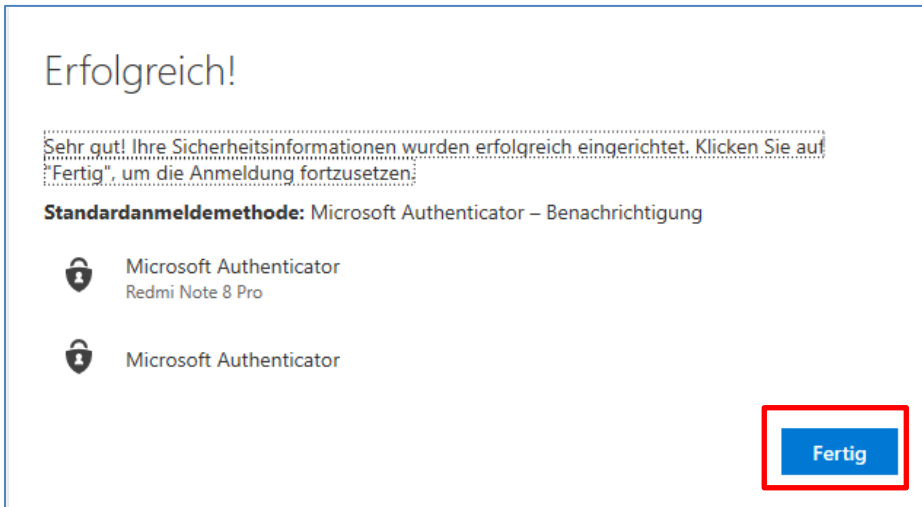 Erfolgreich!
Sehr gut! Ihre Sicherheitsinformationen wurden erfolgreich eingerichtet. Klicken Sie auf
"Fertig", um die Anmeldung fortzusetzen.
Standardanmeldemethode: Microsoft Authenticator – Benachrichtigung
Microsoft Authenticator
Redmi Note 8 Pro
Microsoft Authenticator
Fertig